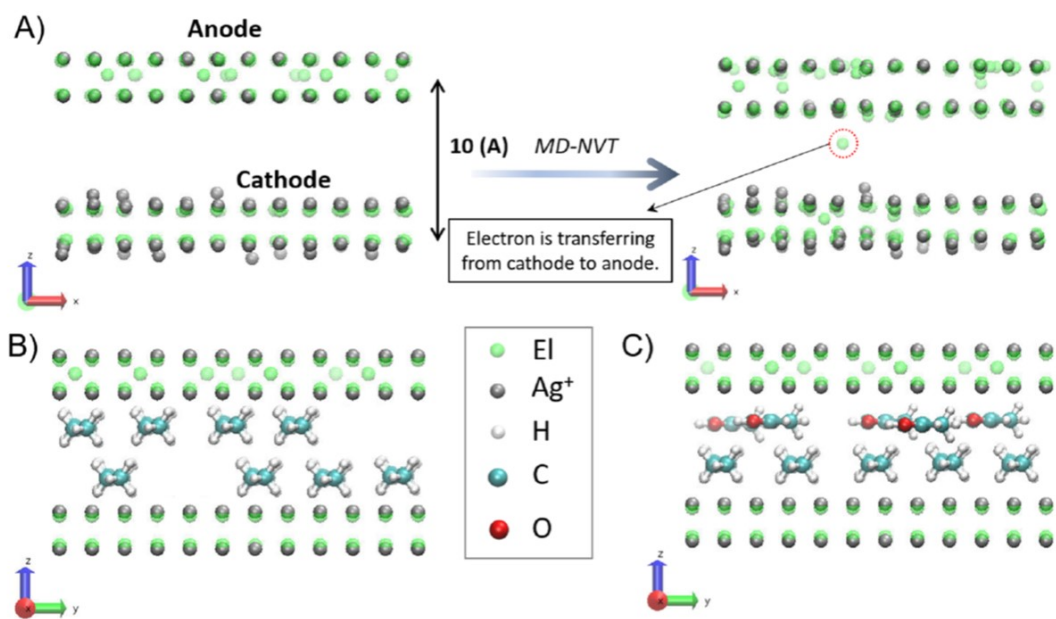 A)
Anode
10 (A) MD-NVT
Cathode
Electron is transferring
from cathode to anode.
z
x
z
x
B)
C)
El
Ag+
H
C
O
z
x
y
z
x
y